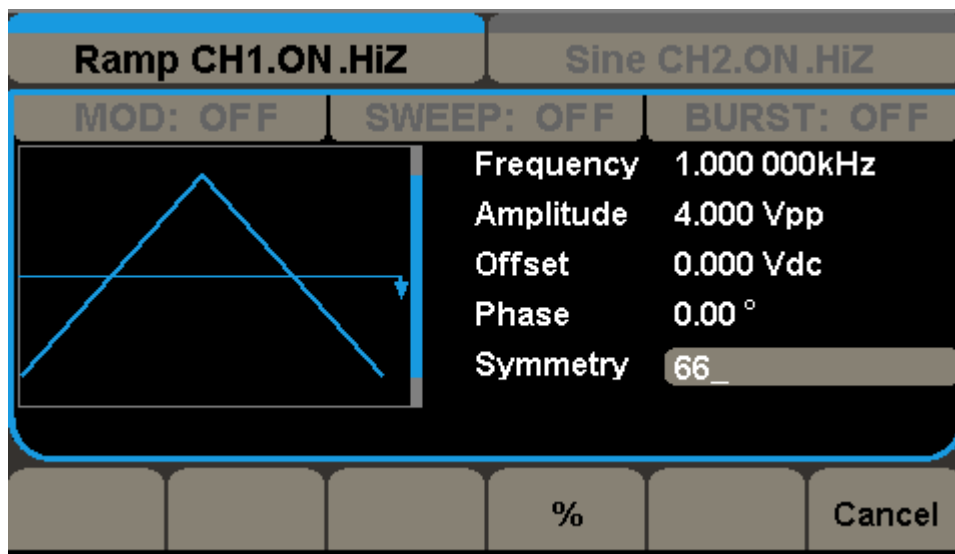 Ramp CH1.ON.HiZ
Sine CH2.ON.HiZ
MOD: OFF
SWEEP: OFF
BURST: OFF
Frequency 1.000 000kHz
Amplitude 4.000 Vpp
Offset 0.000 Vdc
Phase 0.00 °
Symmetry 66_
%
Cancel